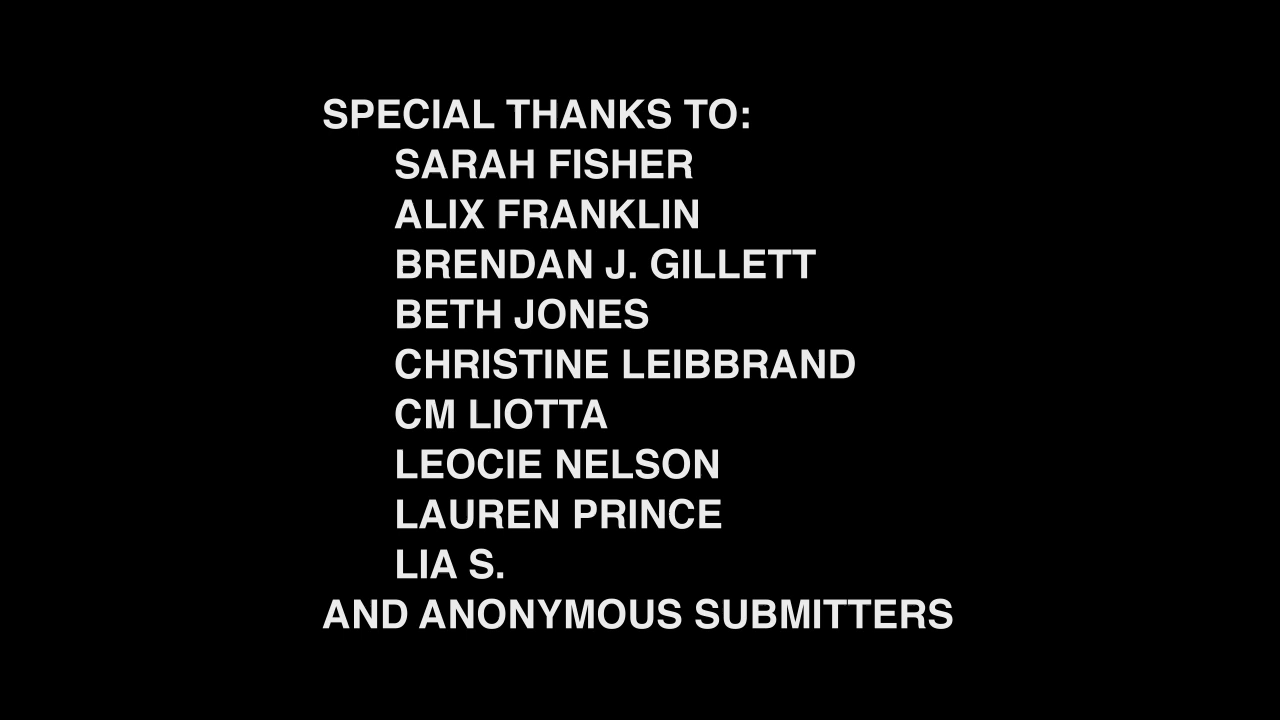 SPECIAL THANKS TO:
SARAH FISHER
ALIX FRANKLIN
BRENDAN J. GILLETT
BETH JONES
CHRISTINE LEIBBRAND
CM LIOTTA
LEOCIE NELSON
LAUREN PRINCE
LIA S.
AND ANONYMOUS SUBMITTERS